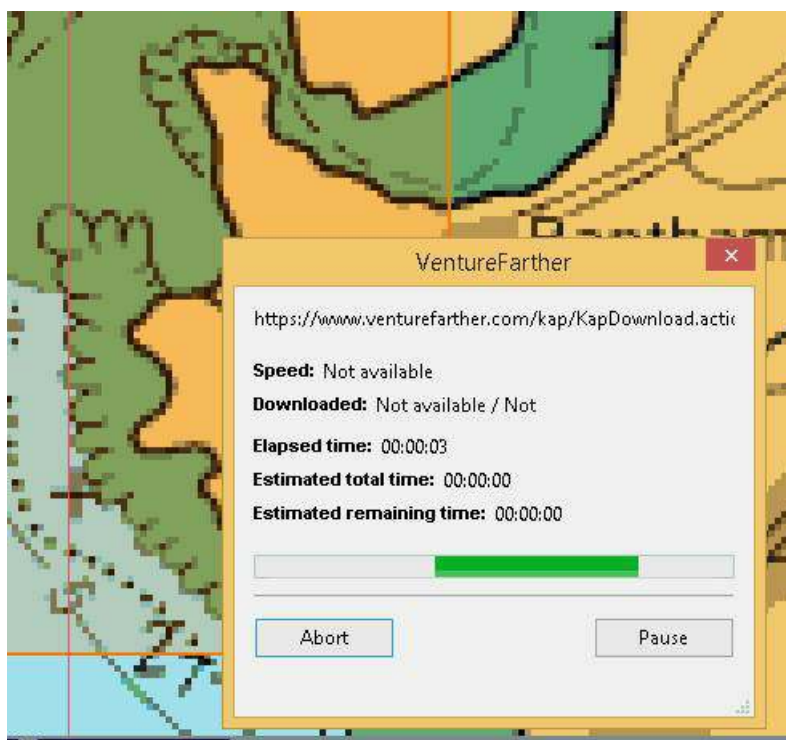 VentureFarther
https://www.venturefarther.com/kap/KapDownload.actic
Speed: Not available
Downloaded: Not available / Not
Elapsed time: 00:00:03
Estimated total time: 00:00:00
Estimated remaining time: 00:00:00
Abort
Pause